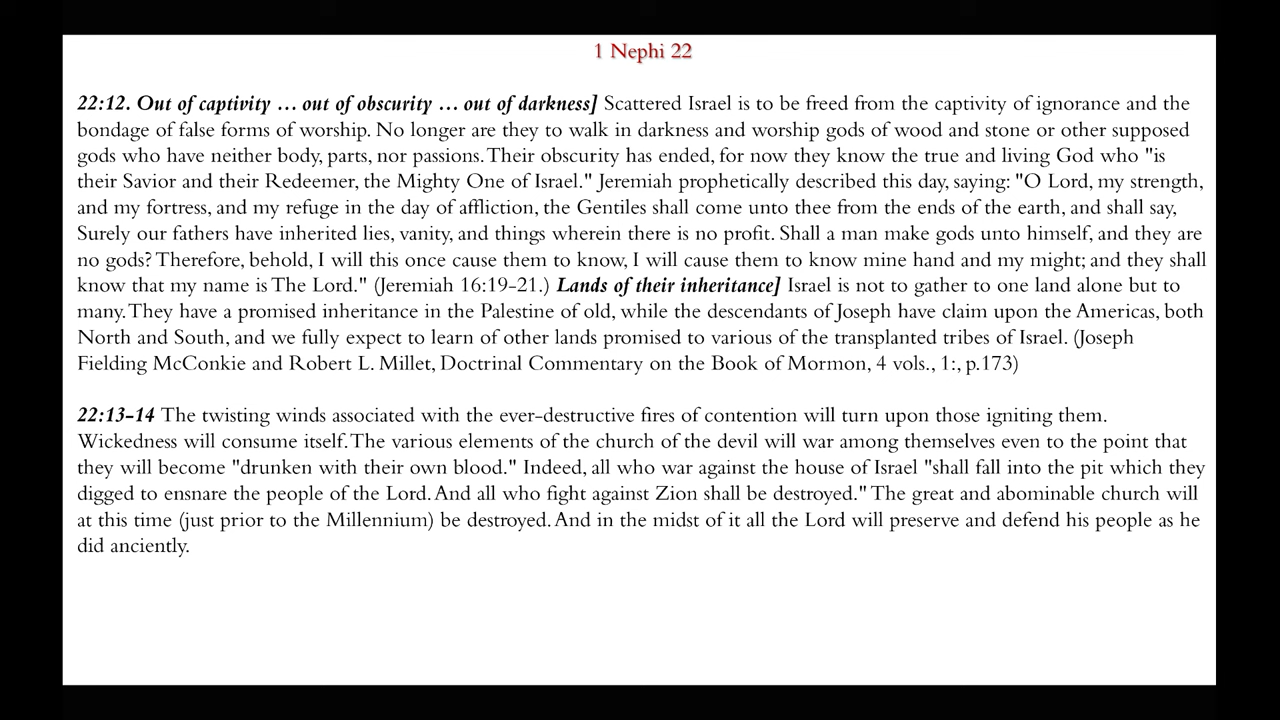 1 Nephi 22
22:12. Out of captivity … out of obscurity … out of darkness] Scattered Israel is to be freed from the captivity of ignorance and the
bondage of false forms of worship. No longer are they to walk in darkness and worship gods of wood and stone or other supposed
gods who have neither body, parts, nor passions. Their obscurity has ended, for now they know the true and living God who "is
their Savior and their Redeemer, the Mighty One of Israel." Jeremiah prophetically described this day, saying: "O Lord, my strength,
and my fortress, and my refuge in the day of affliction, the Gentiles shall come unto thee from the ends of the earth, and shall say,
Surely our fathers have inherited lies, vanity, and things wherein there is no profit. Shall a man make gods unto himself, and they are
no gods? Therefore, behold, I will this once cause them to know, I will cause them to know mine hand and my might; and they shall
know that my name is The Lord." (Jeremiah 16:19-21.) Lands of their inheritance] Israel is not to gather to one land alone but to
many. They have a promised inheritance in the Palestine of old, while the descendants of Joseph have claim upon the Americas, both
North and South, and we fully expect to learn of other lands promised to various of the transplanted tribes of Israel. (Joseph
Fielding McConkie and Robert L. Millet, Doctrinal Commentary on the Book of Mormon, 4 vols., 1:, p.173)
22:13-14 The twisting winds associated with the ever-destructive fires of contention will turn upon those igniting them.
Wickedness will consume itself. The various elements of the church of the devil will war among themselves even to the point that
they will become "drunken with their own blood." Indeed, all who war against the house of Israel "shall fall into the pit which they
digged to ensnare the people of the Lord. And all who fight against Zion shall be destroyed." The great and abominable church will
at this time (just prior to the Millennium) be destroyed. And in the midst of it all the Lord will preserve and defend his people as he
did anciently.